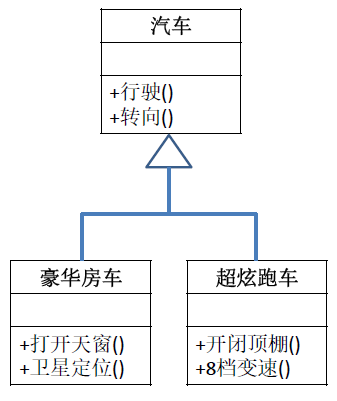 汽车
+行驶()
+转向()
豪华房车
+打开天窗()
+卫星定位()
超炫跑车
+开闭顶棚()
+8档变速()